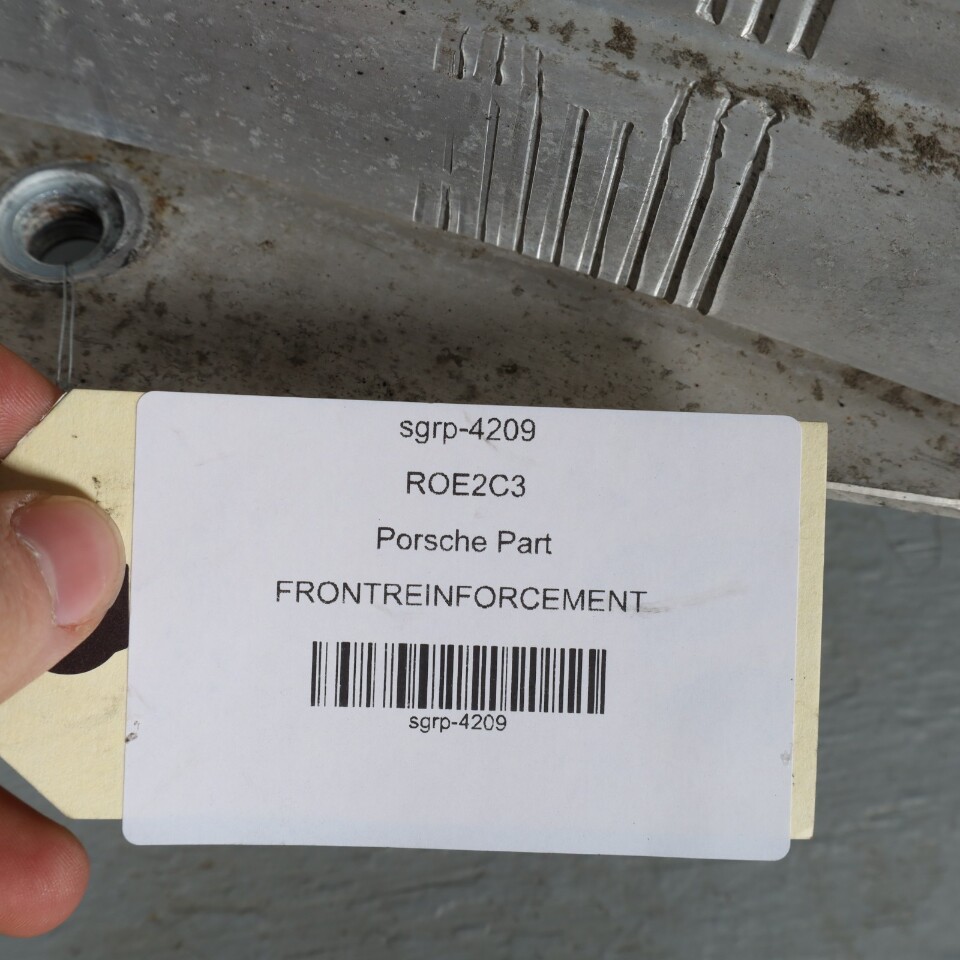 sgrp-4209
ROE2C3
Porsche Part
FRONTREINFORCEMENT
sgrp-4209